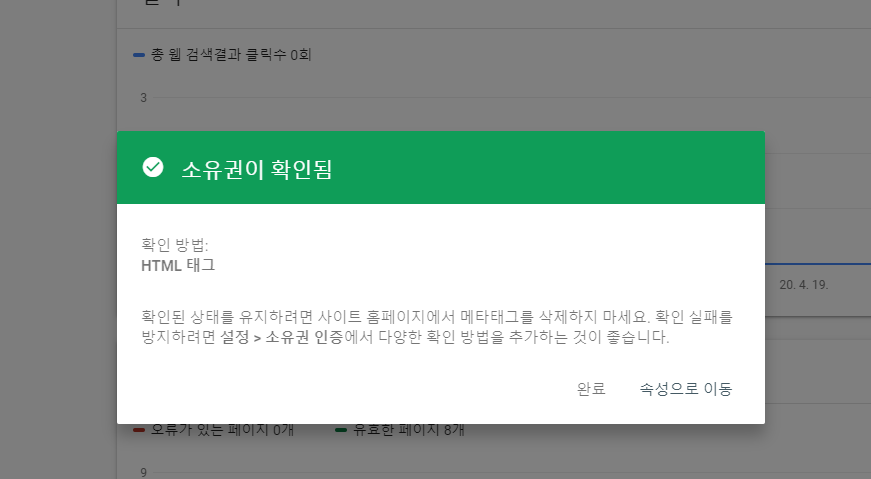 총 웹 검색결과 클릭수 0회
3
소유권이 확인됨
확인 방법:
HTML 태그
20. 4. 19.
확인된 상태를 유지하려면 사이트 홈페이지에서 메타태그를 삭제하지 마세요. 확인 실패를
방지하려면 설정 > 소유권 인증에서 다양한 확인 방법을 추가하는 것이 좋습니다.
완료 속성으로 이동
오류가 있는 페이지 0개 유효한 페이지 8개
9